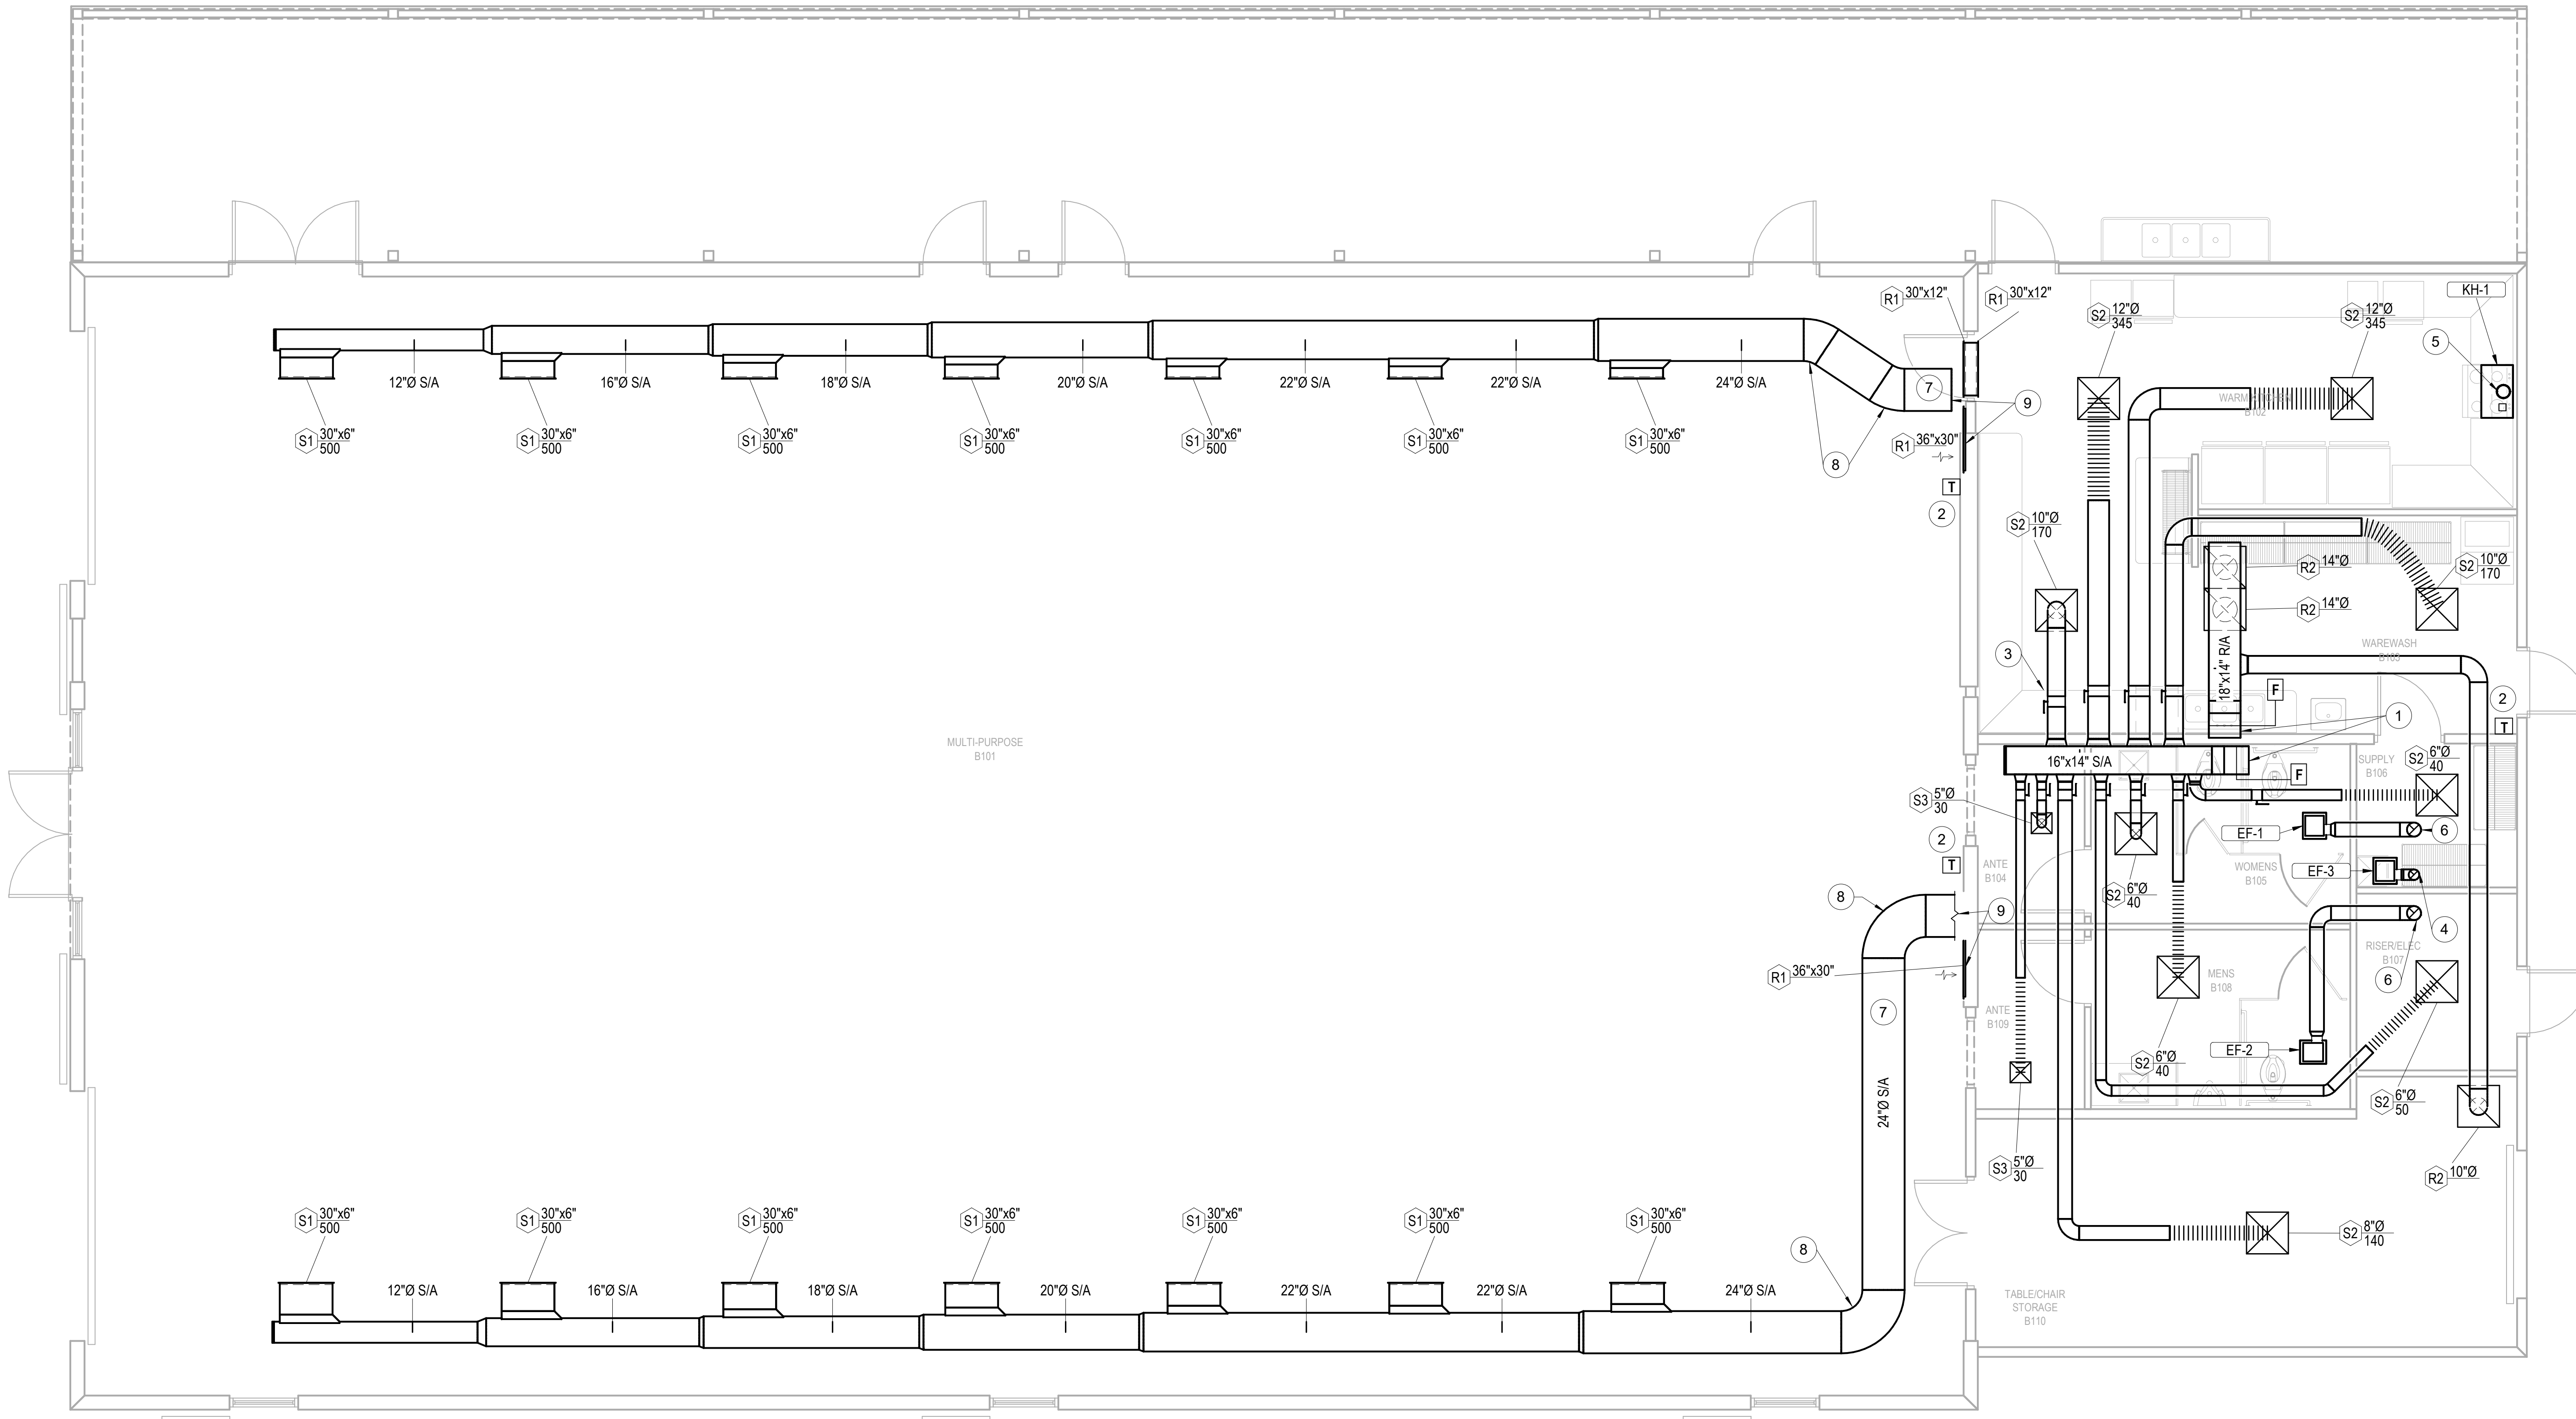 R1 30"x12"
R1 30"x12"
KH-1
S2 12"Ø
345
S2 12"Ø
345
5
12"Ø S/A
16"Ø S/A
18"Ø S/A
20"Ø S/A
22"Ø S/A
22"Ø S/A
24"Ø S/A
7
9
WARM KITCHEN
B102
S1 30"x6"
500
S1 30"x6"
500
S1 30"x6"
500
S1 30"x6"
500
S1 30"x6"
500
S1 30"x6"
500
S1 30"x6"
500
R1 36"x30"
8
T
2
S2 10"Ø
170
R2 14"Ø
S2 10"Ø
170
R2 14"Ø
3
WAREWASH
B103
18"x14" R/A
F
2
T
1
MULTI-PURPOSE
B101
16"x14" S/A
F
SUPPLY
B106
S2 6"Ø
40
S3 5"Ø
30
2
T
EF-1
6
ANTE
B104
WOMENS
B105
EF-3
S2 6"Ø
40
8
9
4
RISER/ELEC
B107
R1 36"x30"
MENS
B108
6
7
ANTE
B109
EF-2
S2 6"Ø
40
S2 6"Ø
50
24"Ø S/A
S3 5"Ø
30
R2 10"Ø
S1 30"x6"
500
S1 30"x6"
500
S1 30"x6"
500
S1 30"x6"
500
S1 30"x6"
500
S1 30"x6"
500
S1 30"x6"
500
8
S2 8"Ø
140
12"Ø S/A
16"Ø S/A
18"Ø S/A
20"Ø S/A
22"Ø S/A
22"Ø S/A
24"Ø S/A
TABLE/CHAIR
STORAGE
B110